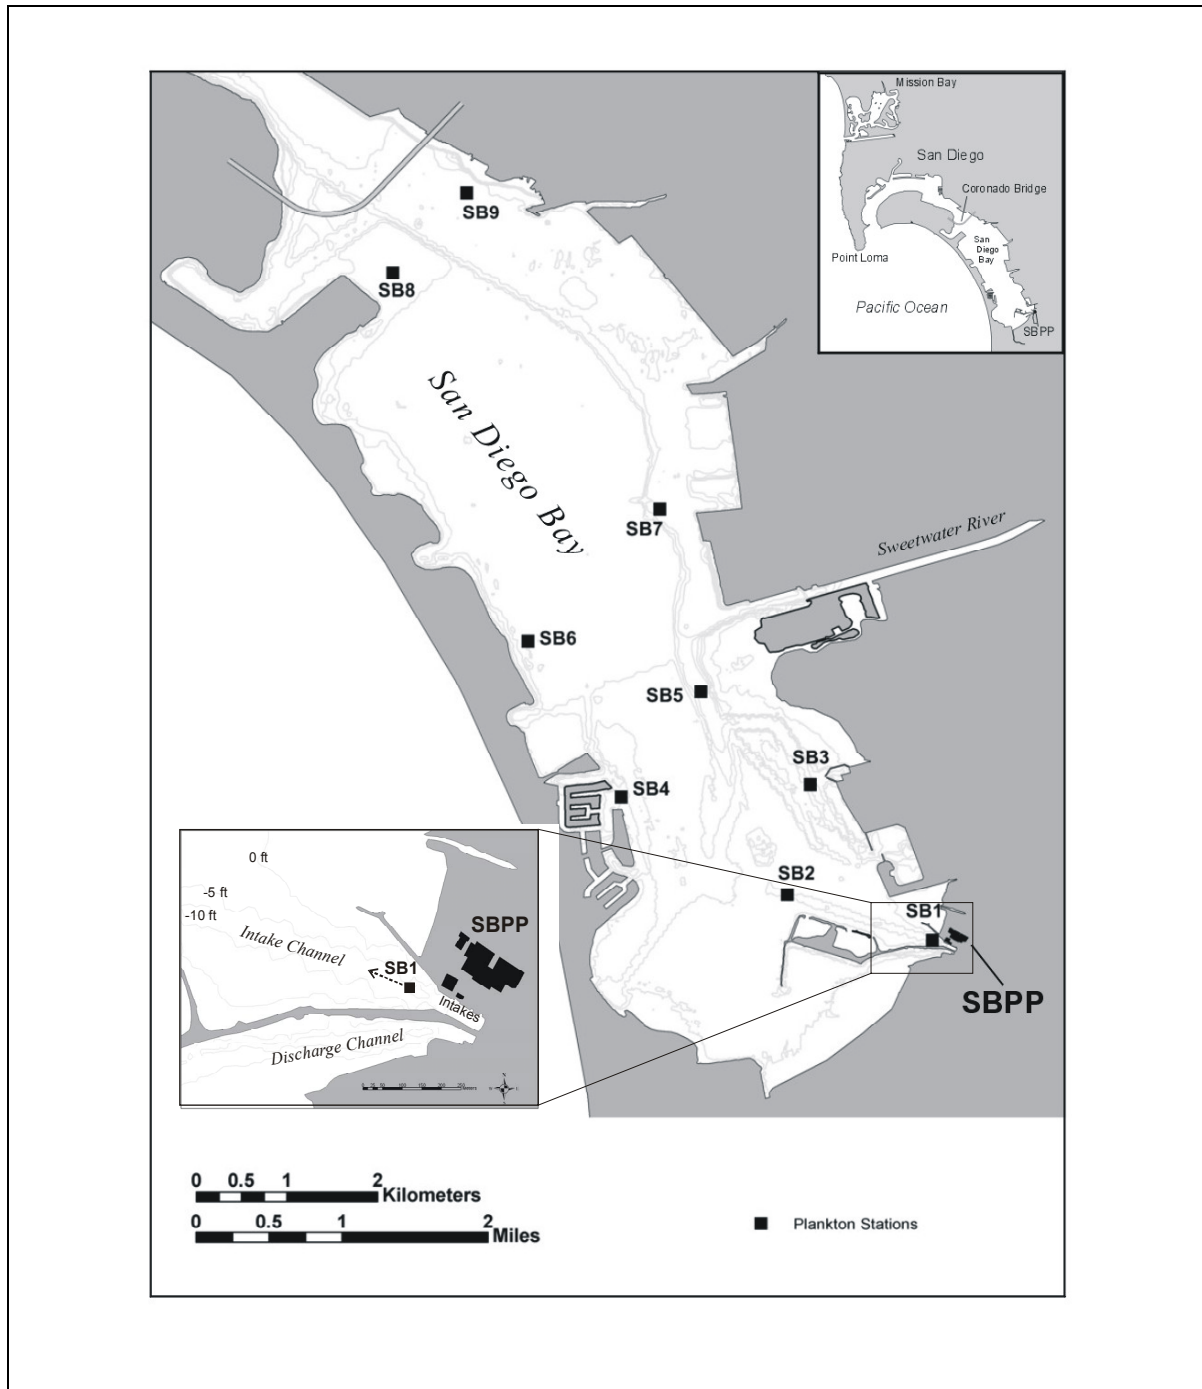 Mission Bay
San Diego
Coronado Bridge
San
Diego
Bay
Point Loma
Pacific Ocean
SBPP
SB9
SB8
San Diego Bay
SB7
Sweetwater River
SB6
SB5
SB3
SB4
SB2
SB1
SBPP
0 ft
-5 ft
-10 ft
Intake Channel
SBPP
SB1
Intakes
Discharge Channel
0 0.5 1 2
Kilometers
0 0.5 1 2
Miles
Plankton Stations